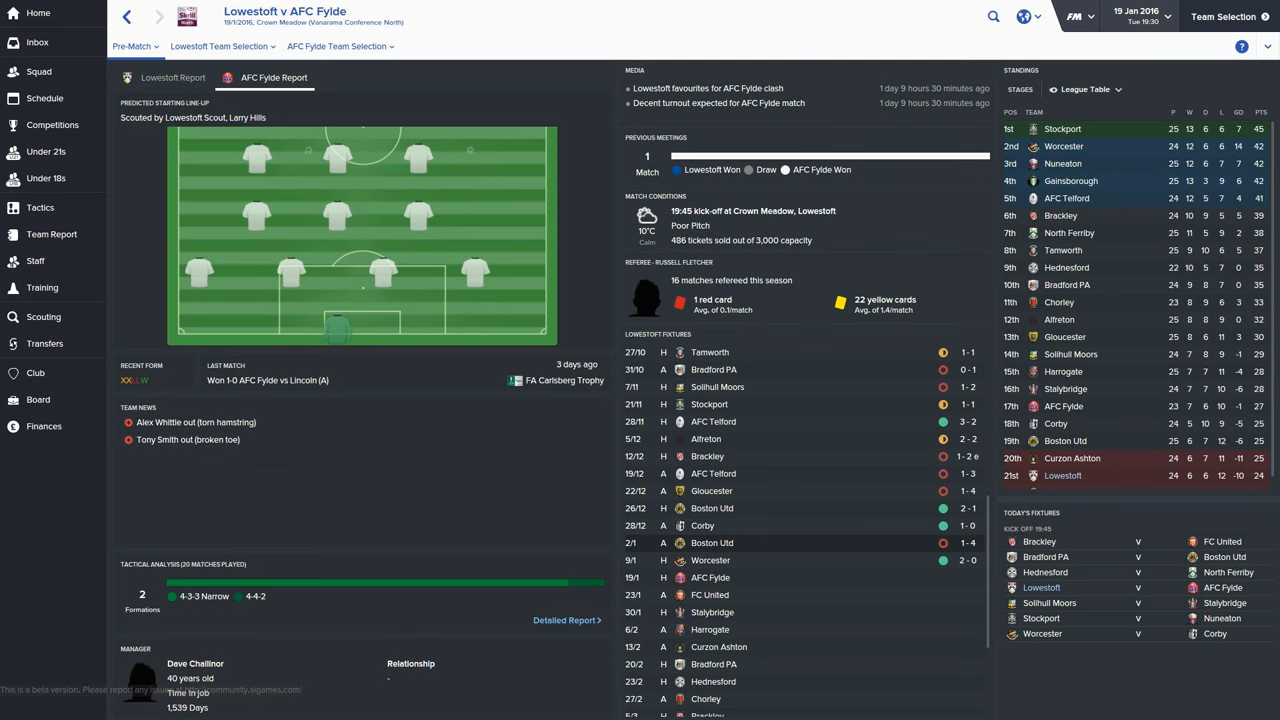 Home
Inbox
Squad
Schedule
Competitions
Under 21s
Under 18s
Tactics
Team Report
Staff
Training
Scouting
Transfers
Club
Board
Finances
Lowestoft v AFC Fylde
19/1/2016, Crown Meadow (Vanarama Conference North)
FM
19 Jan 2016
Tue 19:30
Team Selection
Pre-Match
Lowestoft Team Selection
AFC Fylde Team Selection
?
Lowestoft Report
AFC Fylde Report
PREDICTED STARTING LINE-UP
Scouted by Lowestoft Scout, Larry Hills
RECENT FORM
XXLLW
LAST MATCH
3 days ago
Won 1-0 AFC Fylde vs Lincoln (A)
FA Carlsberg Trophy
TEAM NEWS
Alex Whittle out (torn hamstring)
Tony Smith out (broken toe)
TACTICAL ANALYSIS (20 MATCHES PLAYED)
2
Formations
4-3-3 Narrow
4-4-2
Detailed Report
MANAGER
Dave Challinor
40 years old
Time in job
1,539 Days
Relationship
-
This is a beta version. Please report any issues at http://community.sigames.com/
MEDIA
Lowestoft favourites for AFC Fylde clash 1 day 9 hours 30 minutes ago
Decent turnout expected for AFC Fylde match 1 day 9 hours 30 minutes ago
PREVIOUS MEETINGS
1
Match
Lowestoft Won Draw AFC Fylde Won
MATCH CONDITIONS
10°C
Calm
19:45 kick-off at Crown Meadow, Lowestoft
Poor Pitch
486 tickets sold out of 3,000 capacity
REFEREE - RUSSELL FLETCHER
16 matches refereed this season
1 red card
Avg. of 0.1/match
22 yellow cards
Avg. of 1.4/match
LOWESTOFT FIXTURES
27/10 H Tamworth 1 - 1
31/10 A Bradford PA 0 - 1
7/11 H Solihull Moors 1 - 2
21/11 H Stockport 1 - 1
28/11 H AFC Telford 3 - 2
5/12 H Alfreton 2 - 2
12/12 H Brackley 1 - 2 e
19/12 A AFC Telford 1 - 3
22/12 A Gloucester 1 - 4
26/12 H Boston Utd 2 - 1
28/12 A Corby 1 - 0
2/1 A Boston Utd 1 - 4
9/1 H Worcester 2 - 0
19/1 H AFC Fylde
23/1 A FC United
30/1 H Stalybridge
6/2 H Harrogate
13/2 A Curzon Ashton
20/2 H Bradford PA
23/2 H Hednesford
27/2 A Chorley
5/3 H Brackley
STANDINGS
STAGES
League Table
POS TEAM P W D L GD PTS
1st Stockport 25 13 6 6 7 45
2nd Worcester 24 12 6 6 14 42
3rd Nuneaton 25 12 6 7 7 42
4th Gainsborough 25 13 3 9 6 42
5th AFC Telford 24 12 5 7 4 41
6th Brackley 24 10 9 5 5 39
7th North Ferriby 25 11 5 9 2 38
8th Tamworth 25 9 10 6 5 37
9th Hednesford 22 10 5 7 0 35
10th Bradford PA 24 9 8 7 0 35
11th Chorley 23 8 9 6 3 33
12th Alfreton 25 8 8 9 0 32
13th Gloucester 25 8 6 11 3 30
14th Solihull Moors 24 7 8 9 -1 29
15th Harrogate 24 7 7 10 -6 28
16th Stalybridge 24 7 7 10 -6 28
17th AFC Fylde 23 7 6 10 -1 27
18th Corby 24 5 10 9 -5 25
19th Boston Utd 25 6 7 12 -6 25
20th Curzon Ashton 24 6 7 11 -11 25
21st Lowestoft 24 6 6 12 -10 24
TODAY'S FIXTURES
KICK OFF 19:45
Brackley V FC United
Bradford PA V Boston Utd
Hednesford V North Ferriby
Lowestoft V AFC Fylde
Solihull Moors V Stalybridge
Stockport V Nuneaton
Worcester V Corby